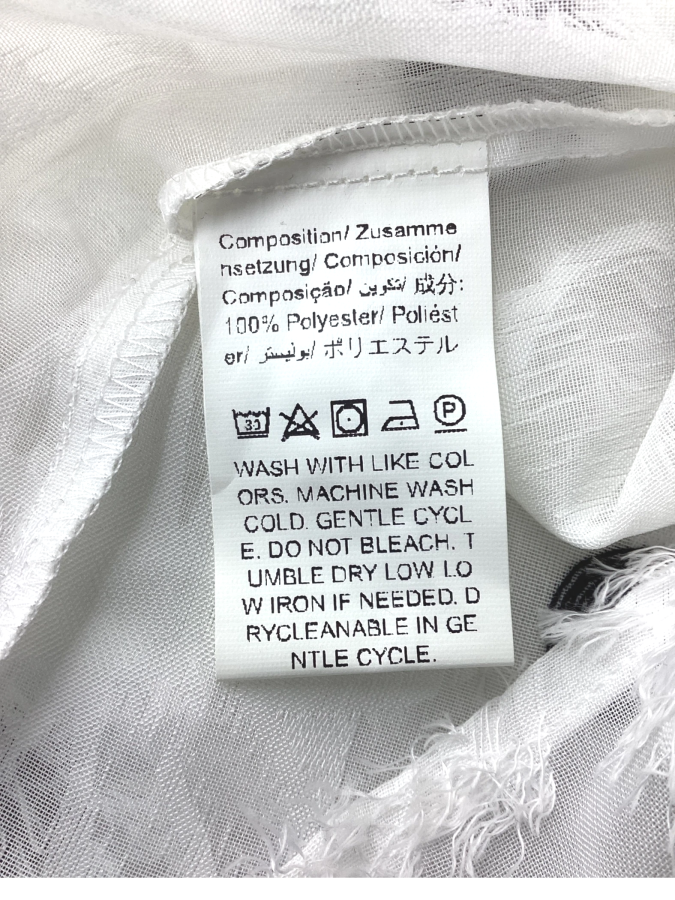 Composition/ Zusamme
nsetzung/ Composición/
Composição/ تكوين/ 成分:
100% Polyester/ Poliést
er/ بوليستر/ ポリエステル
30 P
WASH WITH LIKE COL
ORS. MACHINE WASH
COLD. GENTLE CYCL
E. DO NOT BLEACH. T
UMBLE DRY LOW. LO
W IRON IF NEEDED. D
RYCLEANABLE IN GE
NTLE CYCLE.